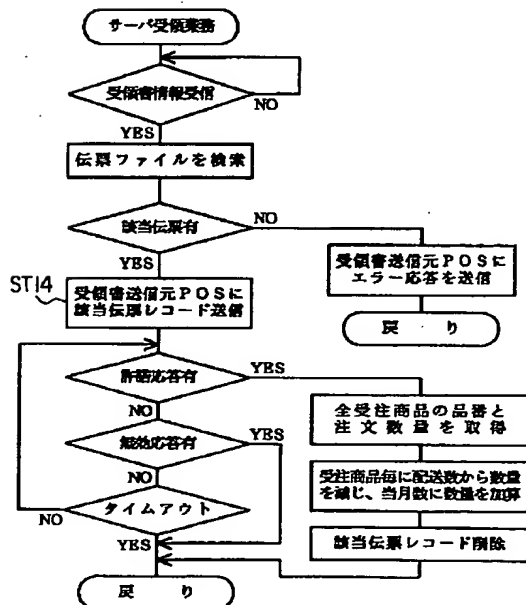 サーバ受領業務
受領書情報受信
NO
YES
伝票ファイルを検索
該当伝票有
NO
YES
受領書送信元POSに
エラー応答を送信
戻り
ST14
受領書送信元POSに
該当伝票レコード送信
許諾応答有
YES
NO
全受注商品の品番と
注文数量を取得
無効応答有
YES
NO
受注商品毎に配送数から数量
を減じ、当月数に数量を加算
タイムアウト
NO
YES
該当伝票レコード削除
戻り